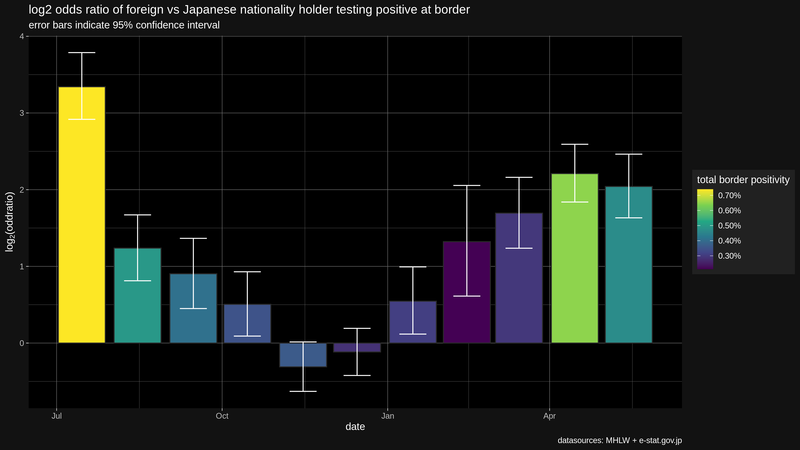 log2 odds ratio of foreign vs Japanese nationality holder testing positive at border
error bars indicate 95% confidence interval
4
3
2
1
0
log2(oddratio)
Jul
Oct
Jan
Apr
date
total border positivity
0.70%
0.60%
0.50%
0.40%
0.30%
datasources: MHLW + e-stat.gov.jp